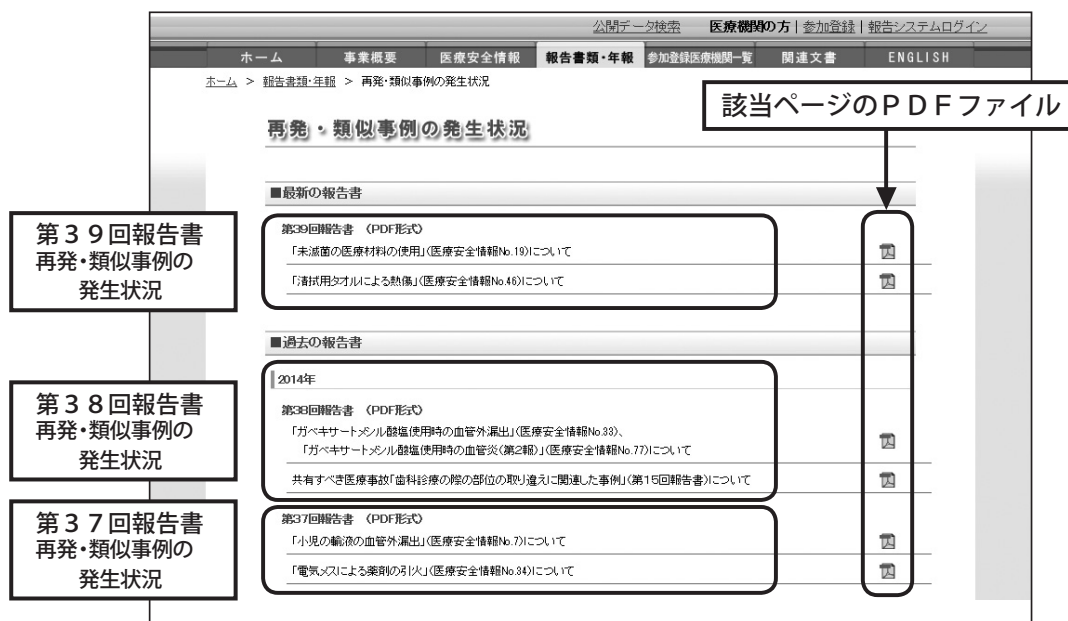 公開データ検索 医療機関の方 | 参加登録 | 報告システムログイン
ホーム 事業概要 医療安全情報 報告書類・年報 参加登録医療機関一覧 関連文書 ENGLISH
ホーム > 報告書類・年報 > 再発・類似事例の発生状況
該当ページのPDFファイル
再発・類似事例の発生状況
■最新の報告書
第39回報告書
再発・類似事例の
発生状況
第39回報告書 (PDF形式)
「未滅菌の医療材料の使用」(医療安全情報No.19)について
「清拭用タオルによる熱傷」(医療安全情報No.46)について
■過去の報告書
2014年
第38回報告書
再発・類似事例の
発生状況
第38回報告書 (PDF形式)
「ガベキサートメシル酸塩使用時の血管外漏出」(医療安全情報No.33)、
「ガベキサートメシル酸塩使用時の血管炎(第2報)」(医療安全情報No.77)について
共有すべき医療事故「歯科診療の際の部位の取り違えに関連した事例」(第15回報告書)について
第37回報告書
再発・類似事例の
発生状況
第37回報告書 (PDF形式)
「小児の輸液の血管外漏出」(医療安全情報No.7)について
「電気メスによる薬剤の引火」(医療安全情報No.34)について